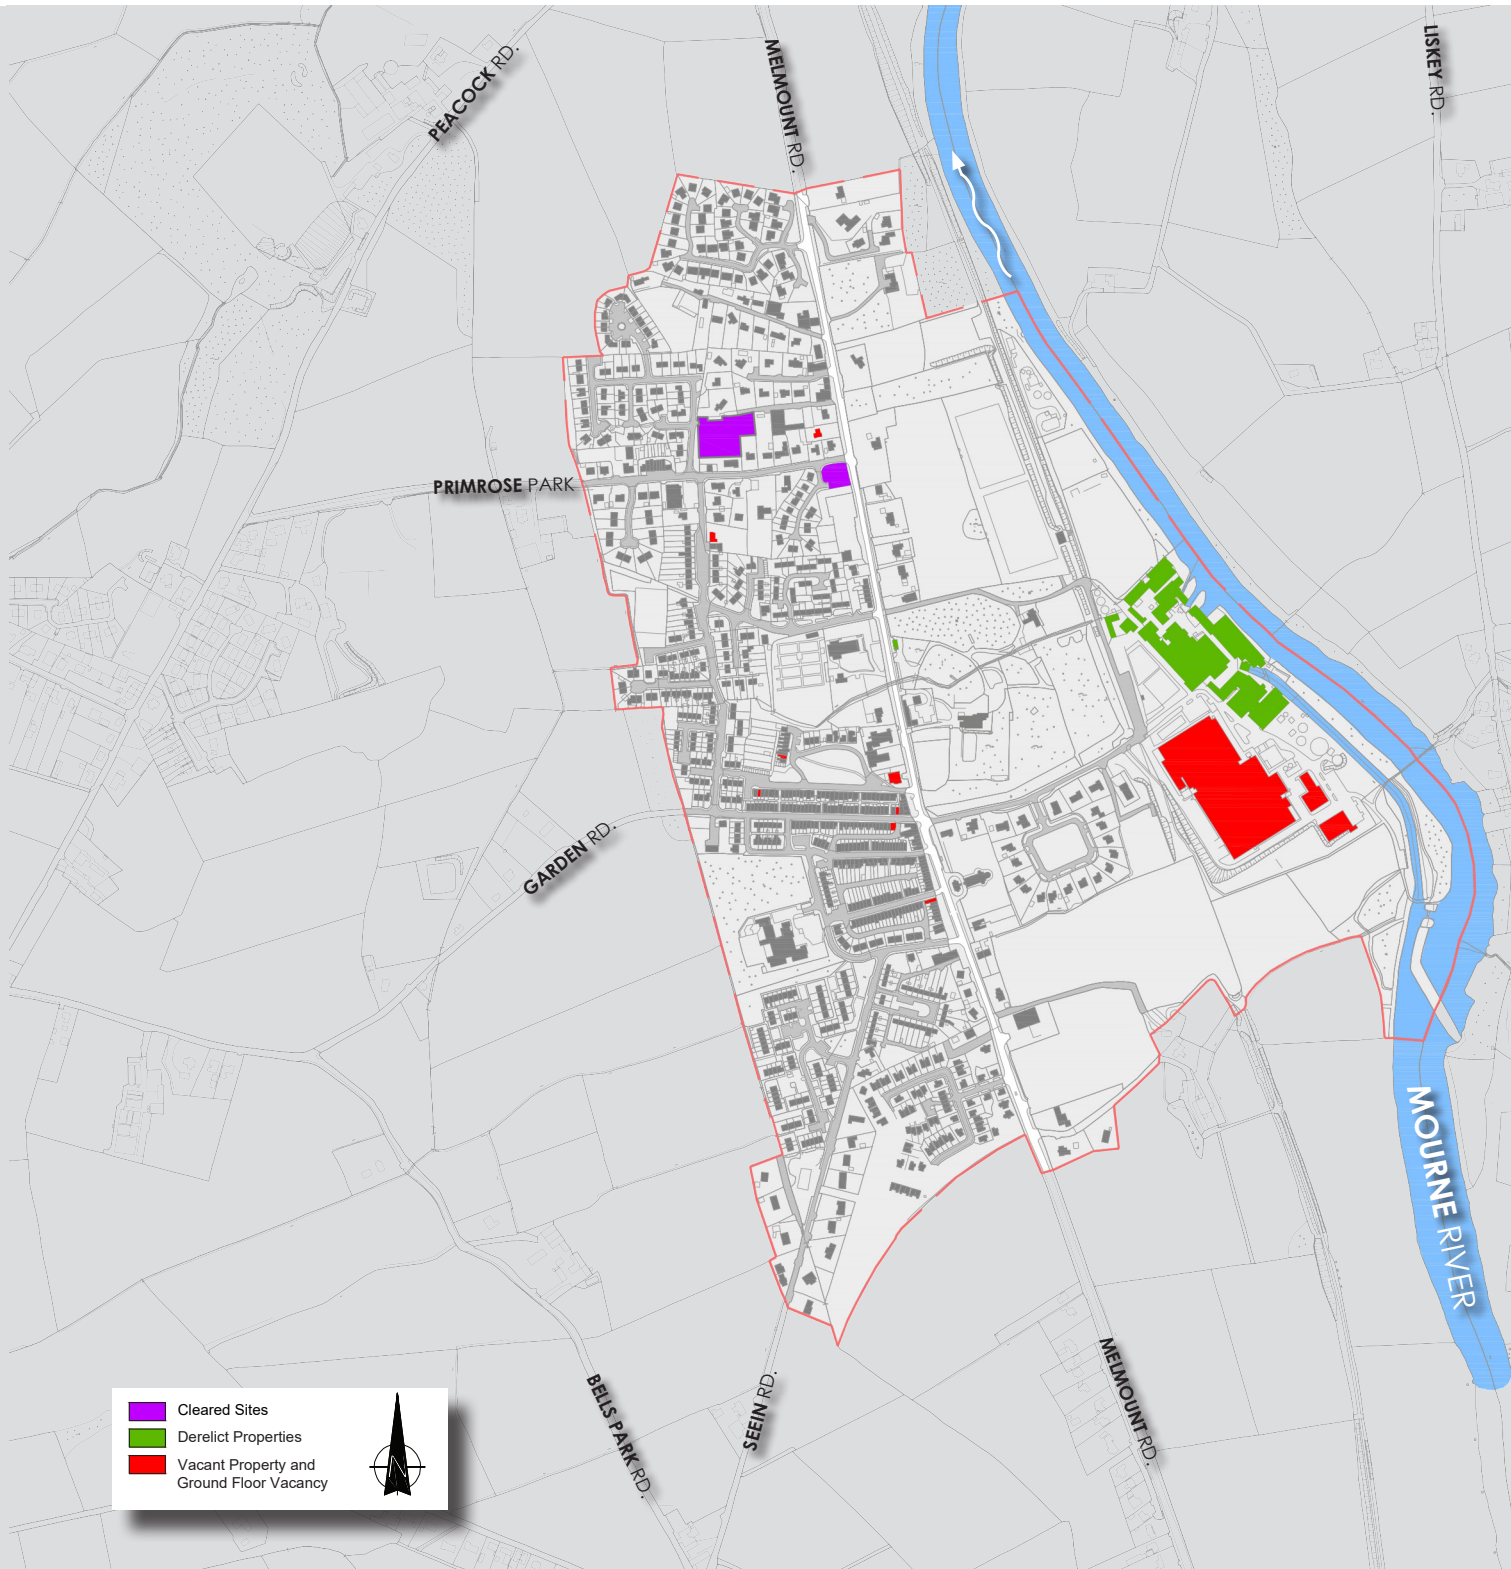 PEACOCK RD.
MELMOUNT RD.
LISKEY RD.
PRIMROSE PARK
GARDEN RD.
MOURNE RIVER
BELLS PARK RD.
SEEIN RD.
MELMOUNT RD.
Cleared Sites
Derelict Properties
Vacant Property and
Ground Floor Vacancy
N